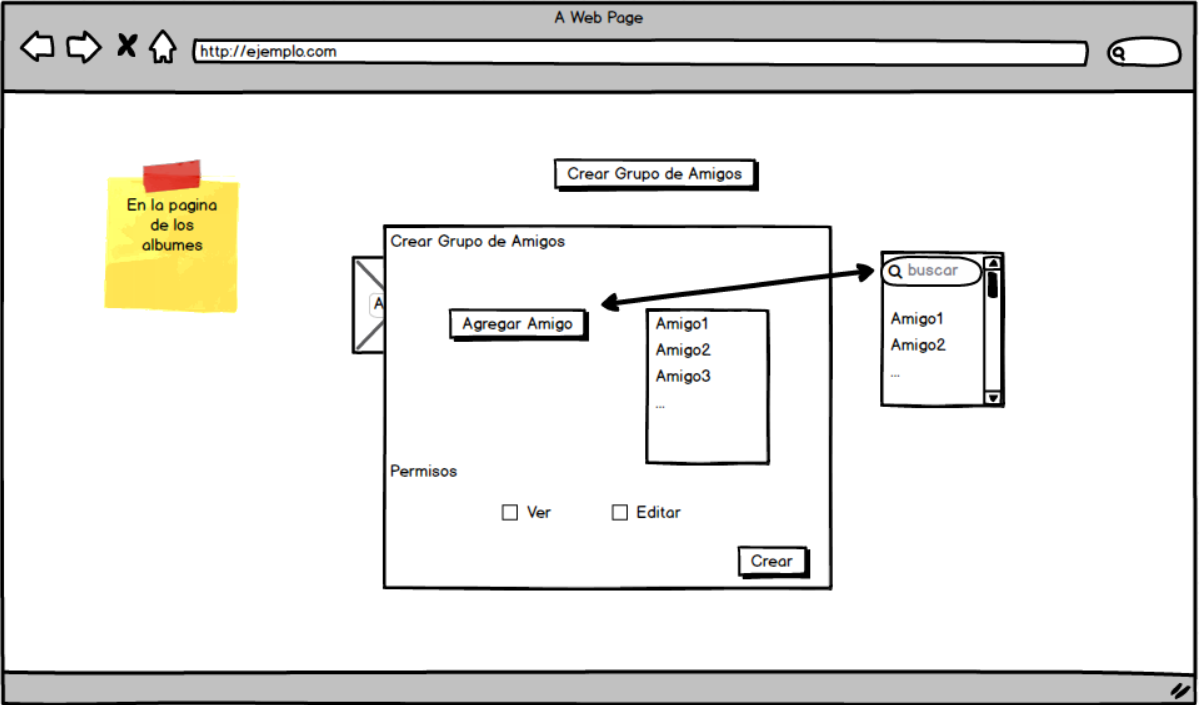 A Web Page
http://ejemplo.com
En la pagina
de los
albumes
Crear Grupo de Amigos
Crear Grupo de Amigos
A
Agregar Amigo
Amigo1
Amigo2
Amigo3
...
buscar
Amigo1
Amigo2
...
Permisos
Ver
Editar
Crear